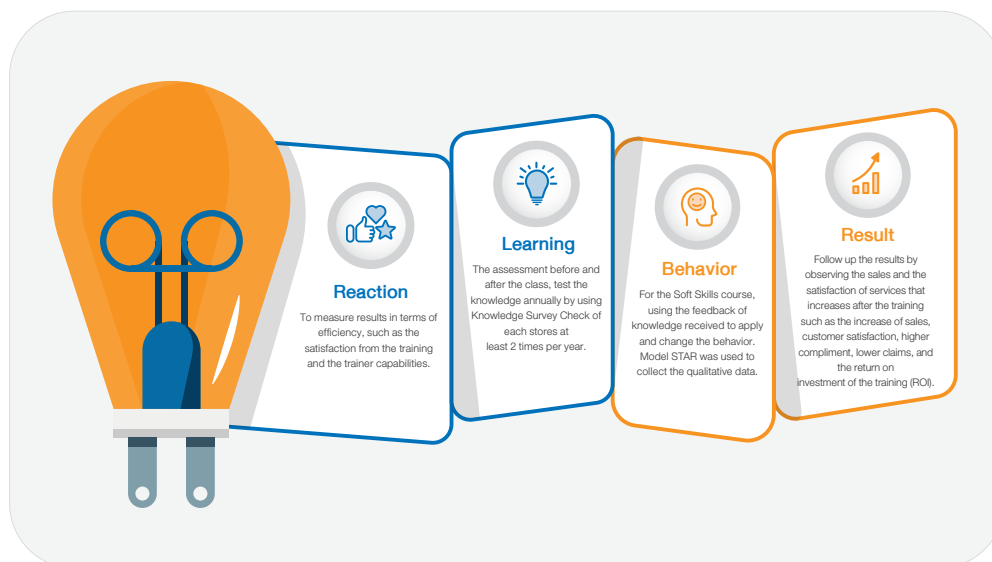 Reaction
To measure results in terms of
efficiency, such as the
satisfaction from the training
and the trainer capabilities.
Learning
The assessment before and
after the class, test the
knowledge annually by using
Knowledge Survey Check of
each stores at
least 2 times per year.
Behavior
For the Soft Skills course,
using the feedback of
knowledge received to apply
and change the behavior.
Model STAR was used to
collect the qualitative data.
Result
Follow up the results by
observing the sales and the
satisfaction of services that
increases after the training
such as the increase of sales,
customer satisfaction, higher
compliment, lower claims, and
the return on
investment of the training (ROI).